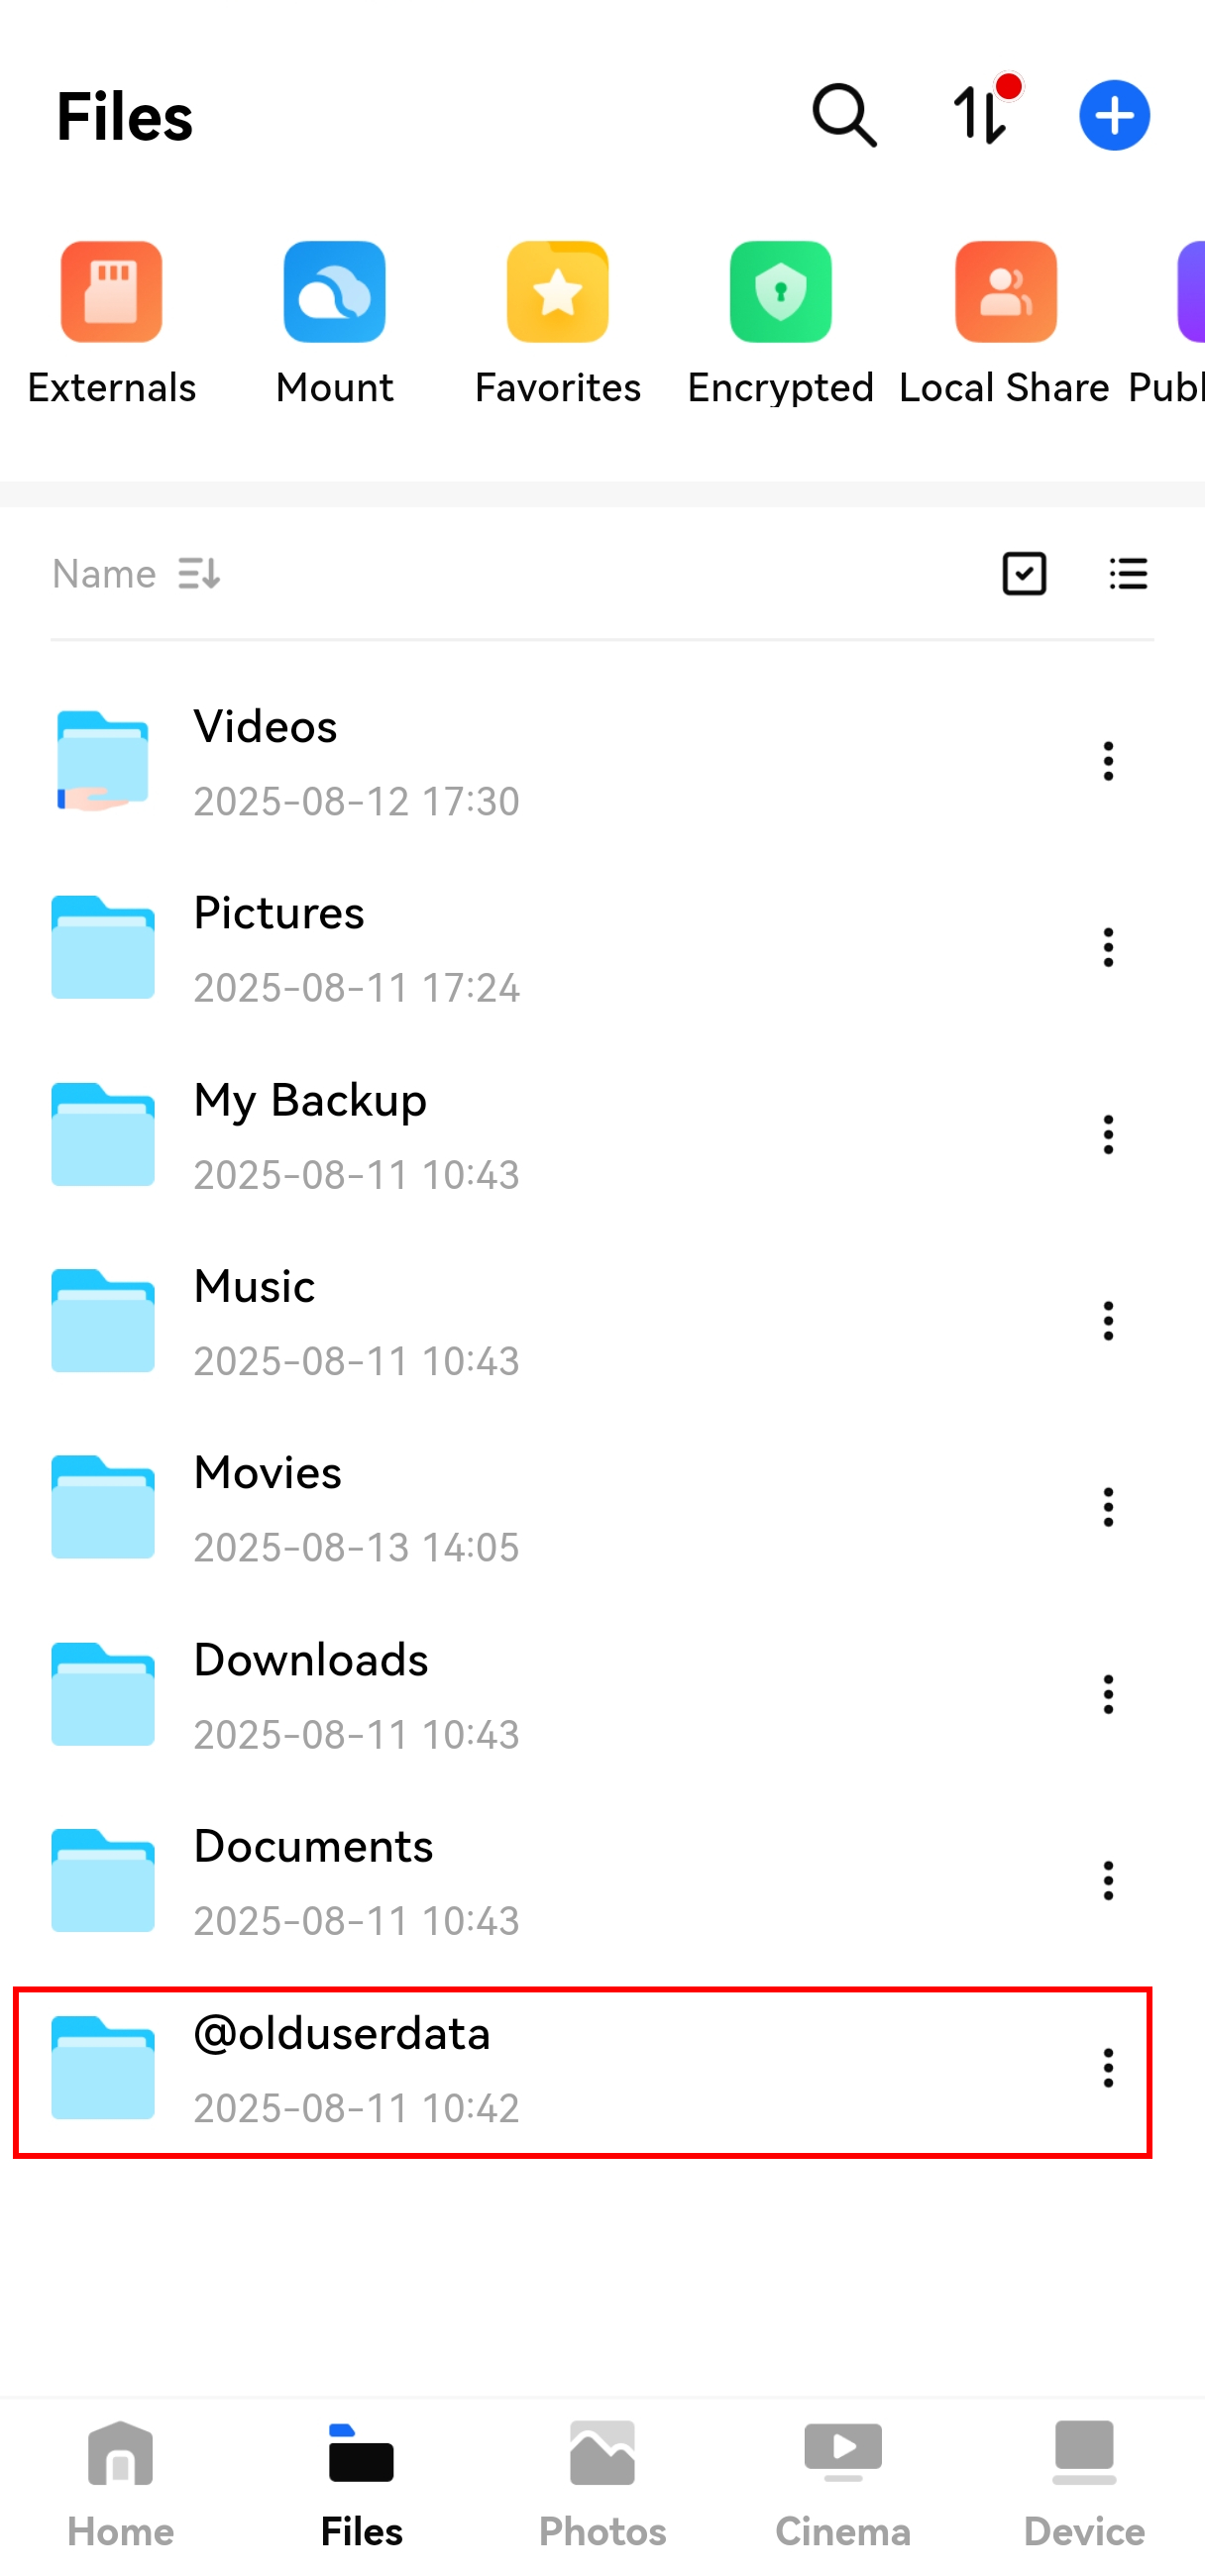 Files
Externals Mount Favorites Encrypted Local Share Publ
Name
Videos
2025-08-12 17:30
Pictures
2025-08-11 17:24
My Backup
2025-08-11 10:43
Music
2025-08-11 10:43
Movies
2025-08-13 14:05
Downloads
2025-08-11 10:43
Documents
2025-08-11 10:43
@olduserdata
2025-08-11 10:42
Home Files Photos Cinema Device